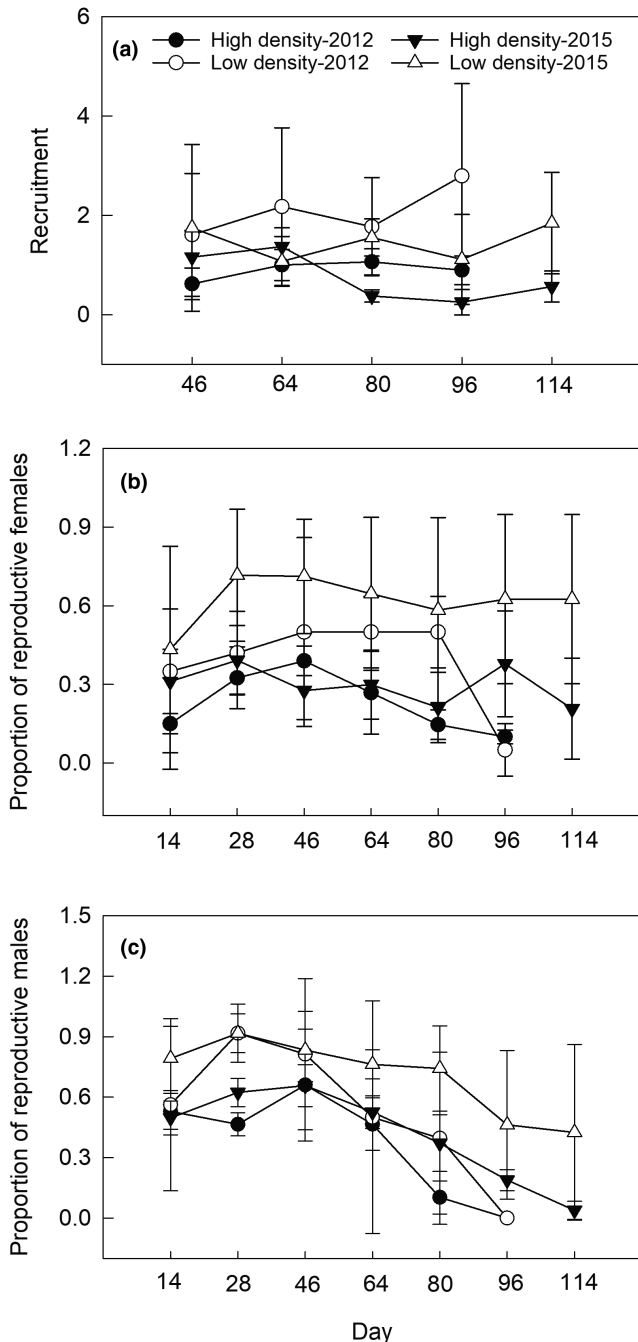 6
4
2
0
Recruitment
(a)
High density-2012
Low density-2012
High density-2015
Low density-2015
46 64 80 96 114
1.2
0.9
0.6
0.3
0.0
Proportion of reproductive females
(b)
14 28 46 64 80 96 114
1.5
1.2
0.9
0.6
0.3
0.0
Proportion of reproductive males
(c)
14 28 46 64 80 96 114
Day